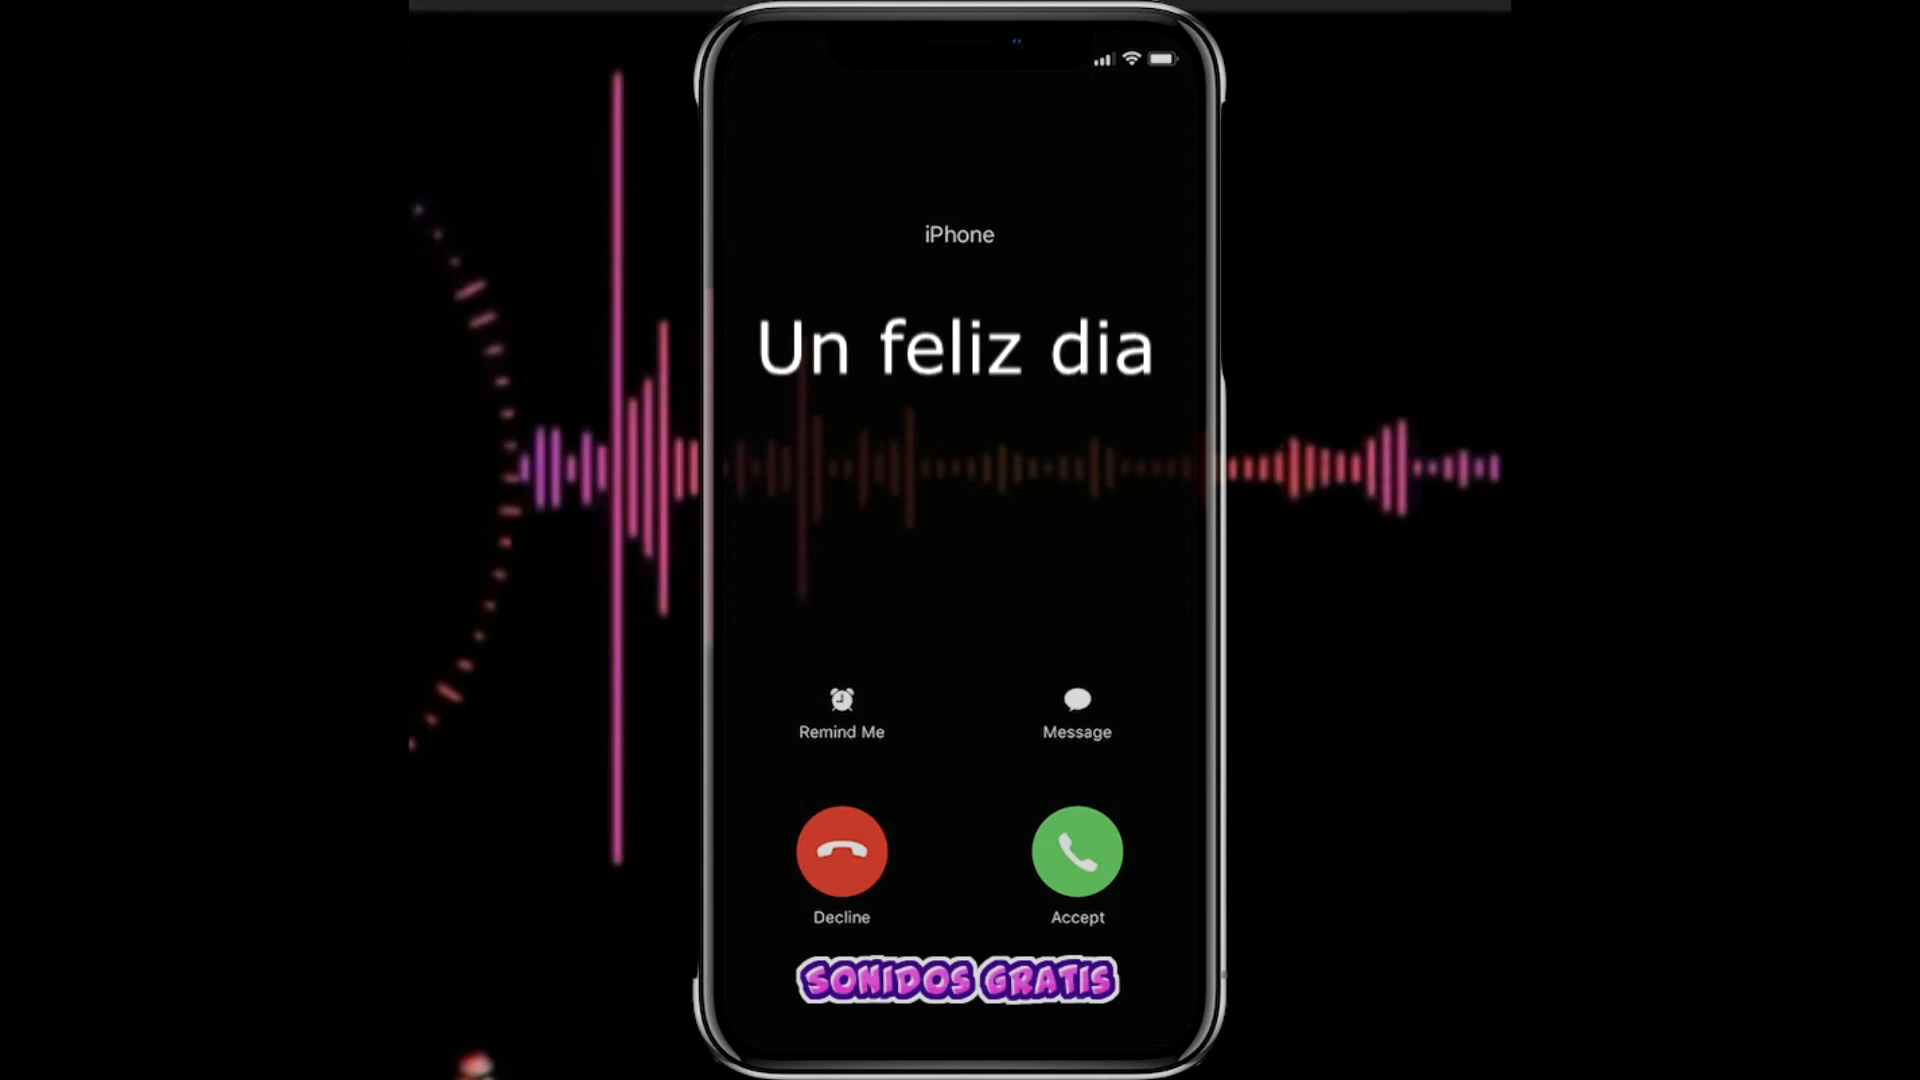 iPhone
Un feliz dia
Remind Me
Message
Decline
Accept
SONIDOS GRATIS